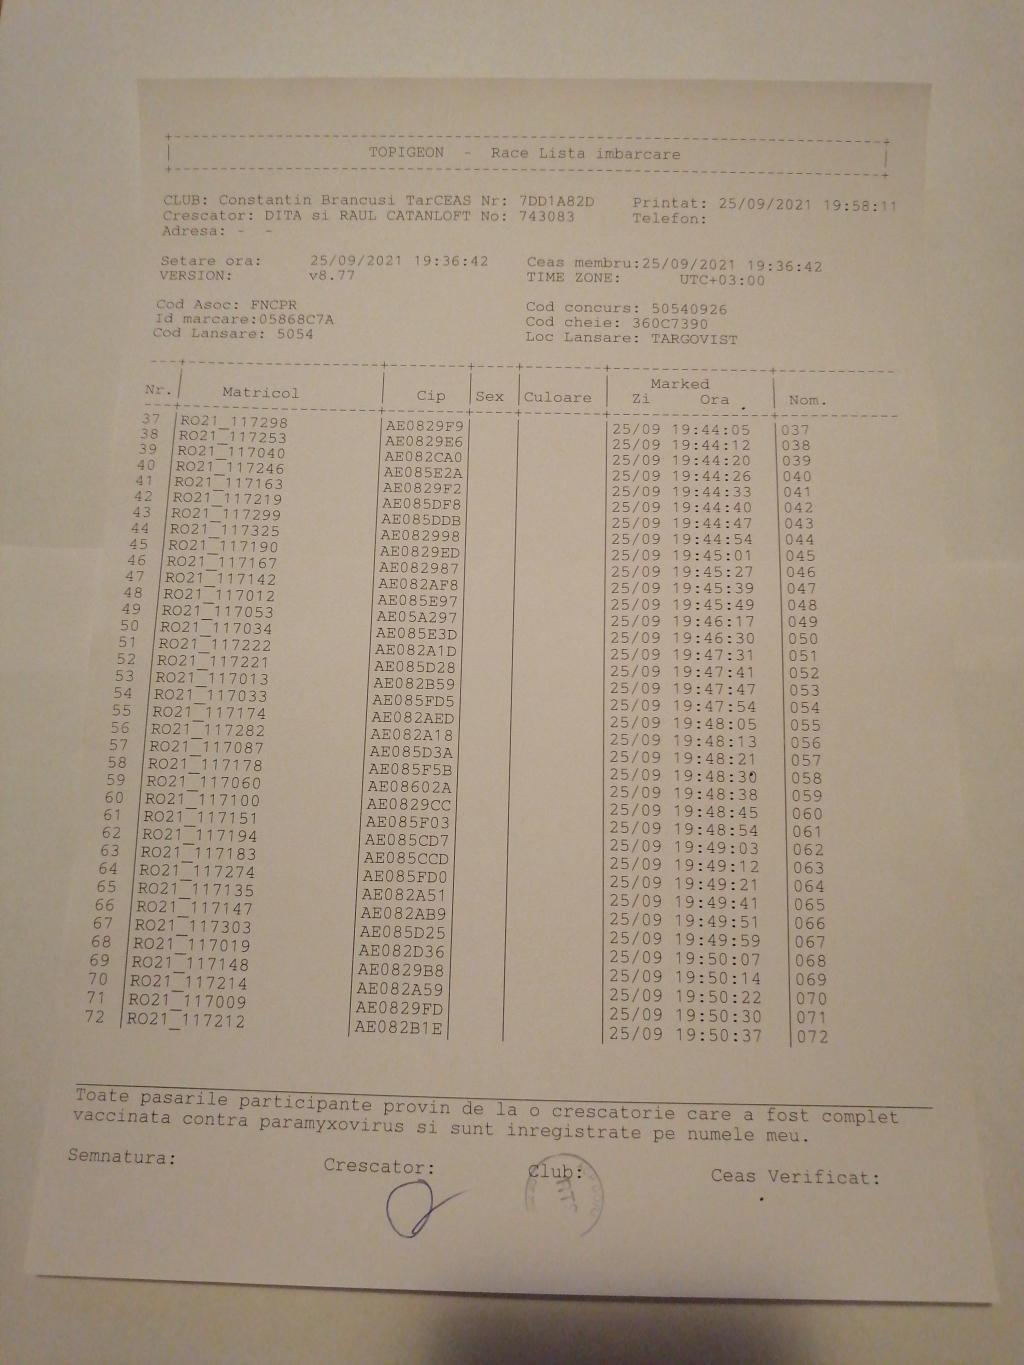 TOPIGEON - Race Lista imbarcare
CLUB: Constantin Brancusi TarCEAS Nr: 7DD1A82D Printat: 25/09/2021 19:58:11
Crescator: DITA si RAUL CATANLOFT No: 743083 Telefon:
Adresa: - -
Setare ora: 25/09/2021 19:36:42 Ceas membru:25/09/2021 19:36:42
VERSION: v8.77 TIME ZONE: UTC+03:00
Cod Asoc: FNCPR Cod concurs: 50540926
Id marcare:05868C7A Cod cheie: 360C7390
Cod Lansare: 5054 Loc Lansare: TARGOVIST
Marked
Nr. Matricol Cip Sex Culoare Zi Ora Nom.
37 RO21_117298 AE0829F9 25/09 19:44:05 037
38 RO21_117253 AE0829E6 25/09 19:44:12 038
39 RO21_117040 AE082CA0 25/09 19:44:20 039
40 RO21_117246 AE085E2A 25/09 19:44:26 040
41 RO21_117163 AE0829F2 25/09 19:44:33 041
42 RO21_117219 AE085DF8 25/09 19:44:40 042
43 RO21_117299 AE085DDB 25/09 19:44:47 043
44 RO21_117325 AE082998 25/09 19:44:54 044
45 RO21_117190 AE0829ED 25/09 19:45:01 045
46 RO21_117167 AE082987 25/09 19:45:27 046
47 RO21_117142 AE082AF8 25/09 19:45:39 047
48 RO21_117012 AE085E97 25/09 19:45:49 048
49 RO21_117053 AE05A297 25/09 19:46:17 049
50 RO21_117034 AE085E3D 25/09 19:46:30 050
51 RO21_117222 AE082A1D 25/09 19:47:31 051
52 RO21_117221 AE085D28 25/09 19:47:41 052
53 RO21_117013 AE082B59 25/09 19:47:47 053
54 RO21_117033 AE085FD5 25/09 19:47:54 054
55 RO21_117174 AE082AED 25/09 19:48:05 055
56 RO21_117282 AE082A18 25/09 19:48:13 056
57 RO21_117087 AE085D3A 25/09 19:48:21 057
58 RO21_117178 AE085F5B 25/09 19:48:30 058
59 RO21_117060 AE08602A 25/09 19:48:38 059
60 RO21_117100 AE0829CC 25/09 19:48:45 060
61 RO21_117151 AE085F03 25/09 19:48:54 061
62 RO21_117194 AE085CD7 25/09 19:49:03 062
63 RO21_117183 AE085CCD 25/09 19:49:12 063
64 RO21_117274 AE085FD0 25/09 19:49:21 064
65 RO21_117135 AE082A51 25/09 19:49:41 065
66 RO21_117147 AE082AB9 25/09 19:49:51 066
67 RO21_117303 AE085D25 25/09 19:49:59 067
68 RO21_117019 AE082D36 25/09 19:50:07 068
69 RO21_117148 AE0829B8 25/09 19:50:14 069
70 RO21_117214 AE082A59 25/09 19:50:22 070
71 RO21_117009 AE0829FD 25/09 19:50:30 071
72 RO21_117212 AE082B1E 25/09 19:50:37 072
Toate pasarile participante provin de la o crescatorie care a fost complet
vaccinata contra paramyxovirus si sunt inregistrate pe numele meu.
Semnatura: Crescator: Club: Ceas Verificat: